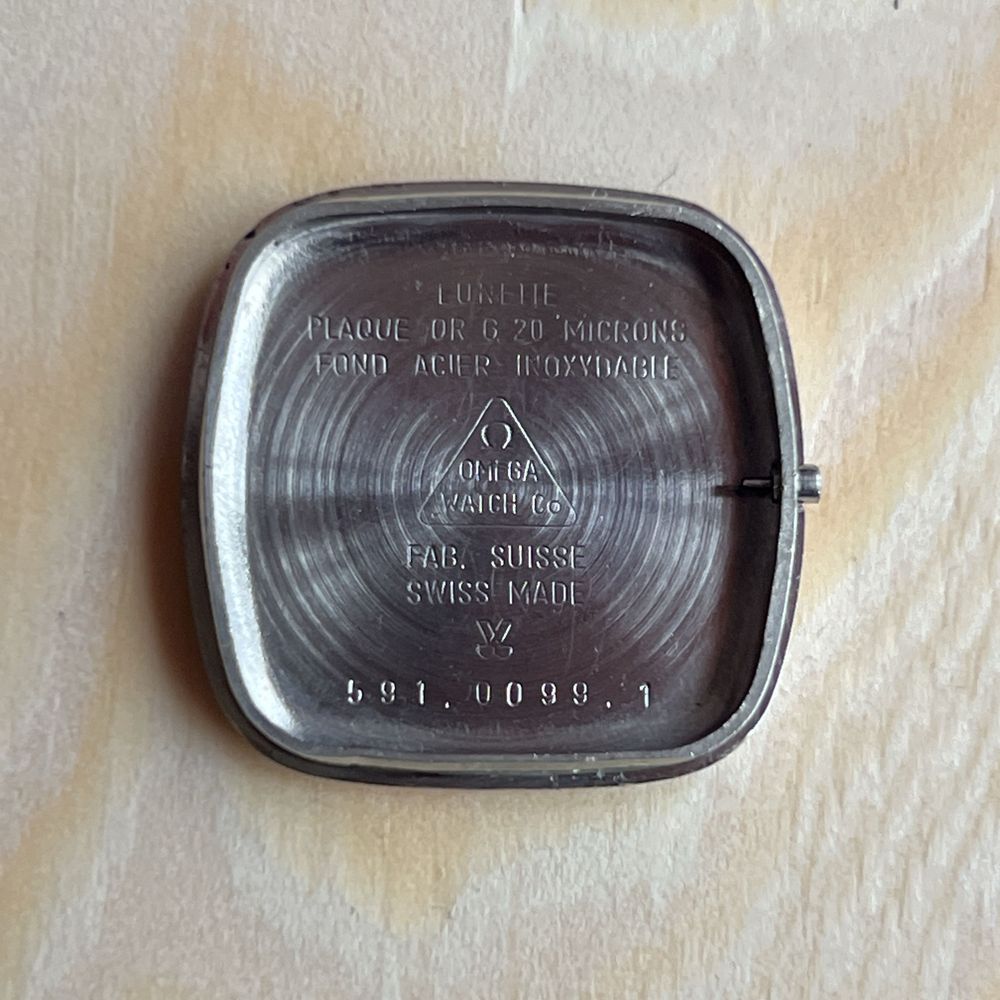 LUNETTE
PLAQUE OR G 20 MICRONS
FOND ACIER INOXYDABLE
Ω
OMEGA
WATCH Co
FAB. SUISSE
SWISS MADE
591.0099.1